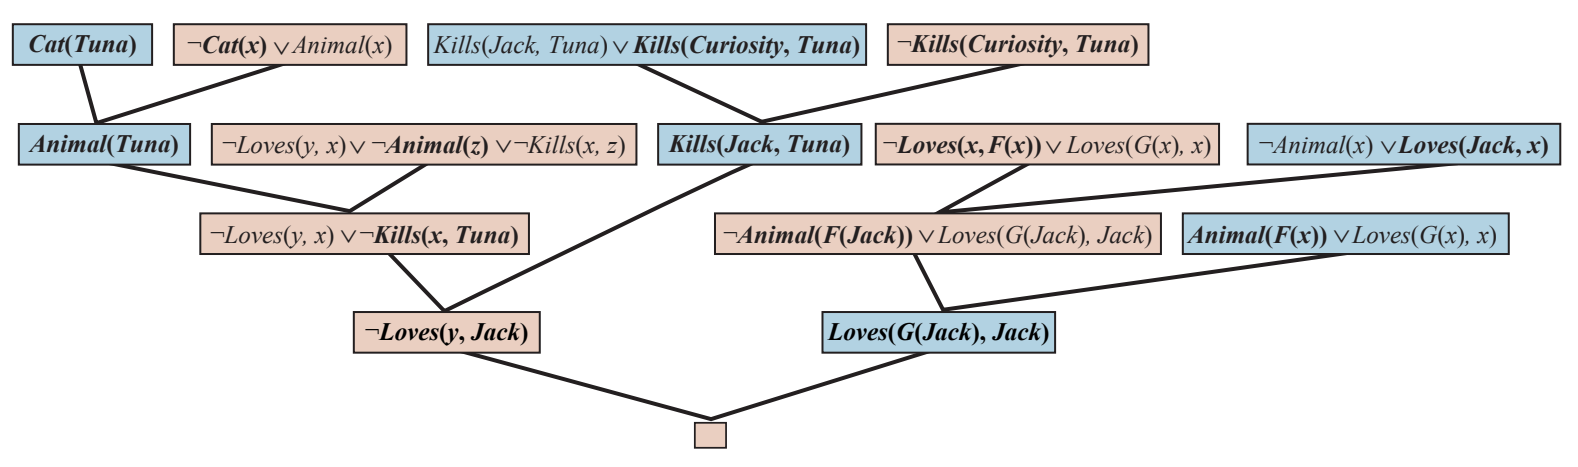 Cat(Tuna)
¬Cat(x) ∨ Animal(x)
Kills(Jack, Tuna) ∨ Kills(Curiosity, Tuna)
¬Kills(Curiosity, Tuna)
Animal(Tuna)
¬Loves(y, x) ∨ ¬Animal(z) ∨ ¬Kills(x, z)
Kills(Jack, Tuna)
¬Loves(x, F(x)) ∨ Loves(G(x), x)
¬Animal(x) ∨ Loves(Jack, x)
¬Loves(y, x) ∨ ¬Kills(x, Tuna)
¬Animal(F(Jack)) ∨ Loves(G(Jack), Jack)
Animal(F(x)) ∨ Loves(G(x), x)
¬Loves(y, Jack)
Loves(G(Jack), Jack)